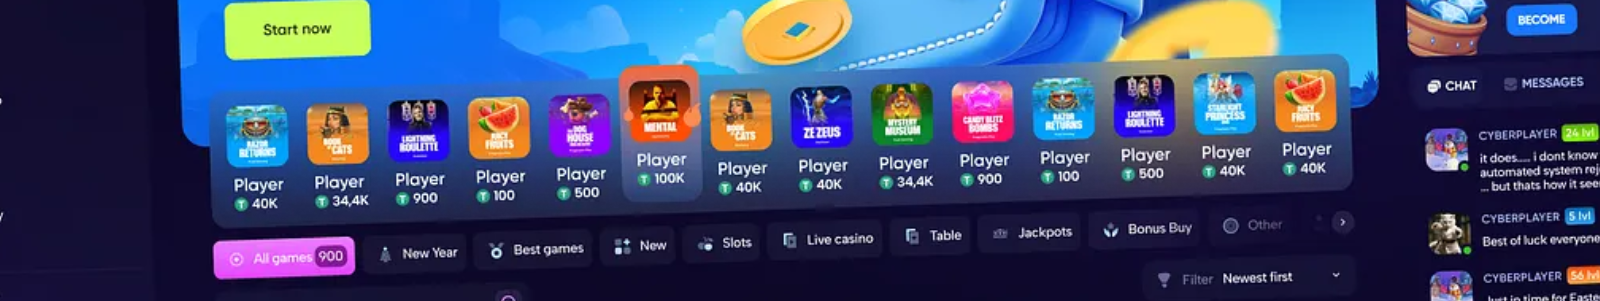 Start now
BECOME
CHAT
MESSAGES
RAZOR RETURNS
Player
40K
BOOK OF CATS
Player
34,4K
LIGHTNING ROULETTE
Player
900
JUICY FRUITS
Player
100
THE DOG HOUSE
Player
500
MENTAL
Player
100K
BOOK OF CATS
Player
40K
ZE ZEUS
Player
40K
MYSTERY MUSEUM
Player
34,4K
CANDY BLITZ BOMBS
Player
900
RAZOR RETURNS
Player
100
LIGHTNING ROULETTE
Player
500
STARLIGHT PRINCESS
Player
40K
JUICY FRUITS
Player
40K
All games 900
New Year
Best games
New
Slots
Live casino
Table
Jackpots
Bonus Buy
Other
Filter Newest first
CYBERPLAYER 24 lvl
it does..... i dont know
automated system rej
... but thats how it see
CYBERPLAYER 5 lvl
Best of luck everyone
CYBERPLAYER 56 lvl
Just in time for Easte